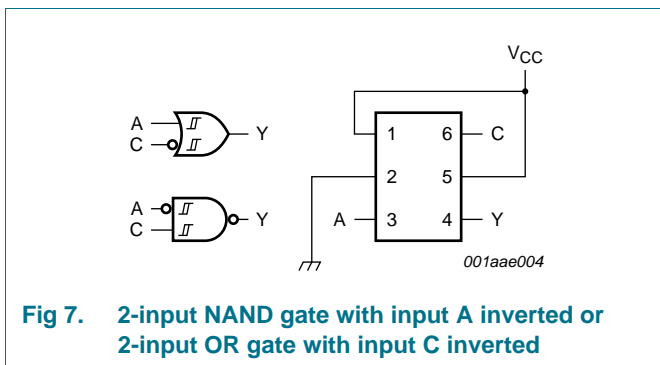 VCC
A
C
Y
A
C
Y
1 6 C
2 5
A 3 4 Y
001aae004
Fig 7. 2-input NAND gate with input A inverted or
2-input OR gate with input C inverted